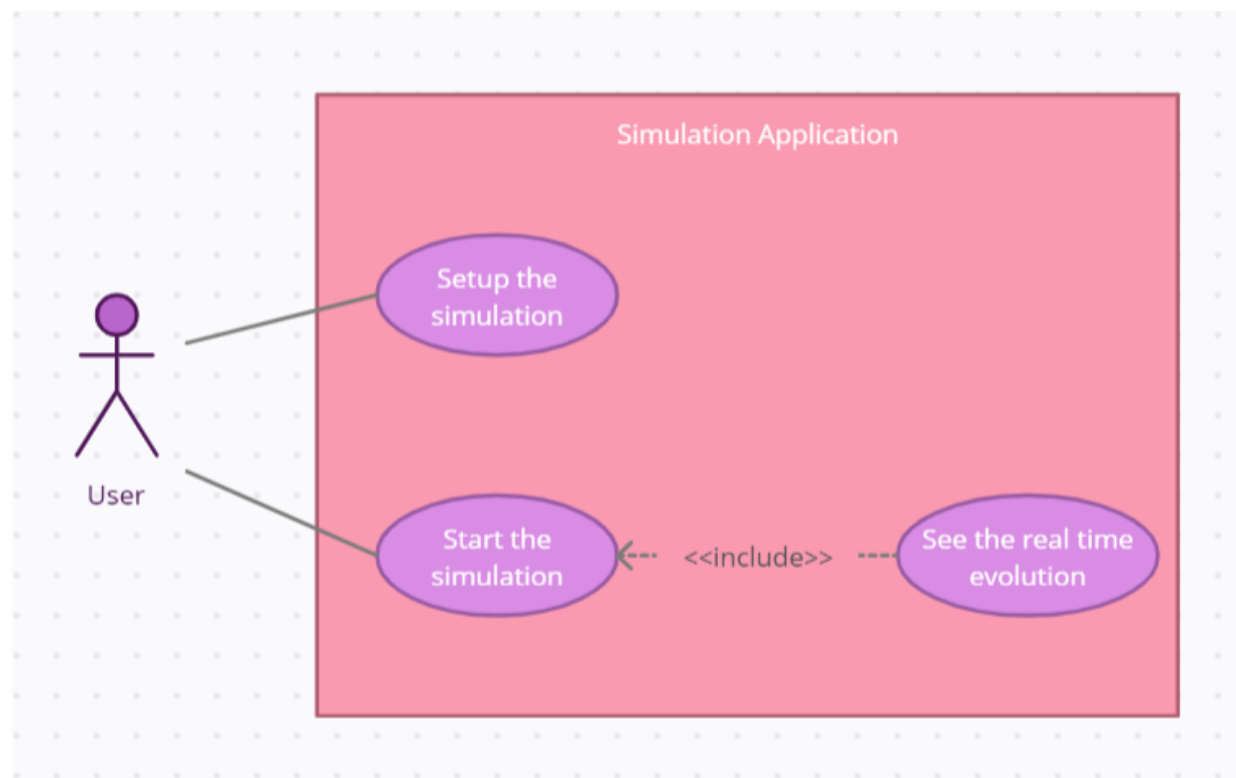 Simulation Application
Setup the
simulation
User
Start the
simulation
<<include>>
See the real time
evolution